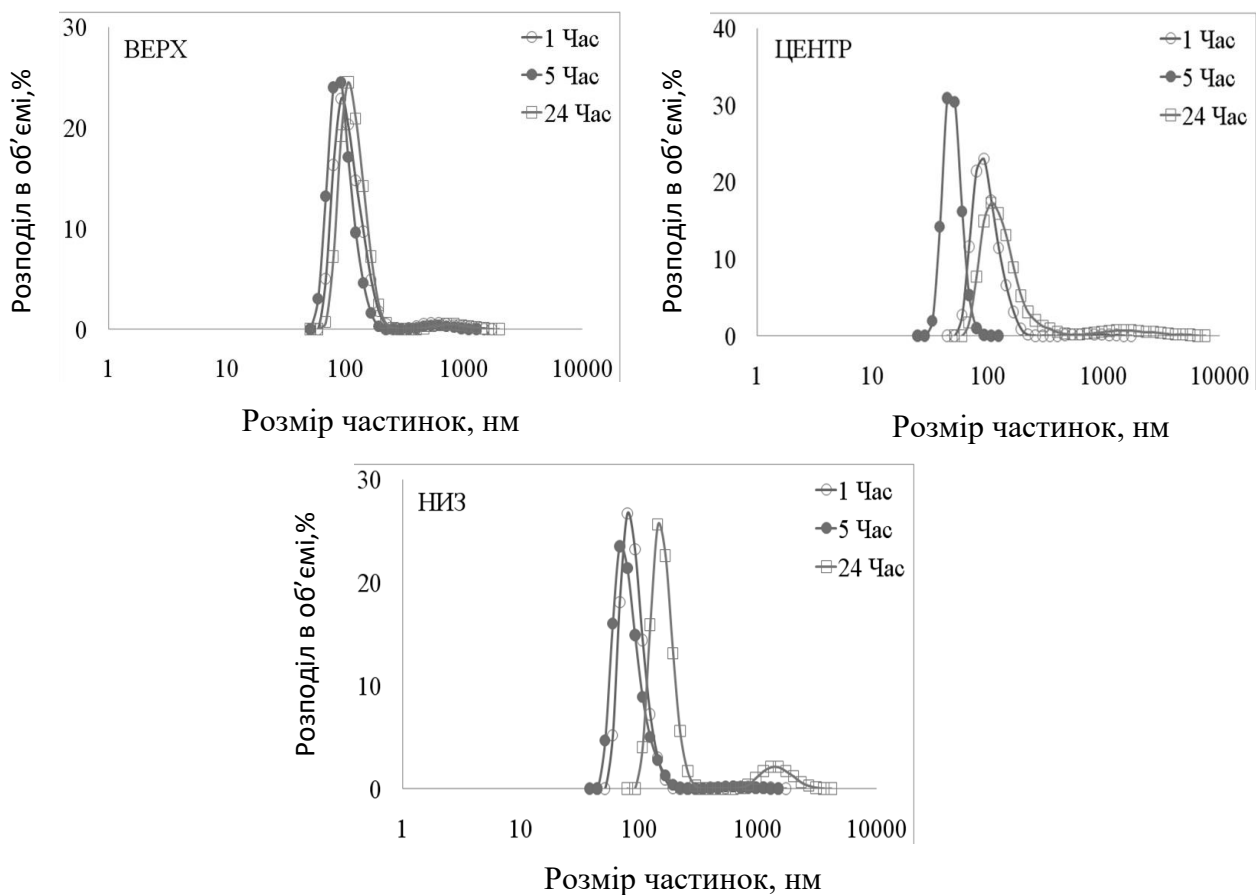 ВЕРХ
1 Час
5 Час
24 Час
30
20
10
0
1 10 100 1000 10000
Розподіл в об’ємі,%
Розмір частинок, нм
ЦЕНТР
1 Час
5 Час
24 Час
40
30
20
10
0
1 10 100 1000 10000
Розподіл в об’ємі,%
Розмір частинок, нм
НИЗ
1 Час
5 Час
24 Час
30
20
10
0
1 10 100 1000 10000
Розподіл в об’ємі,%
Розмір частинок, нм